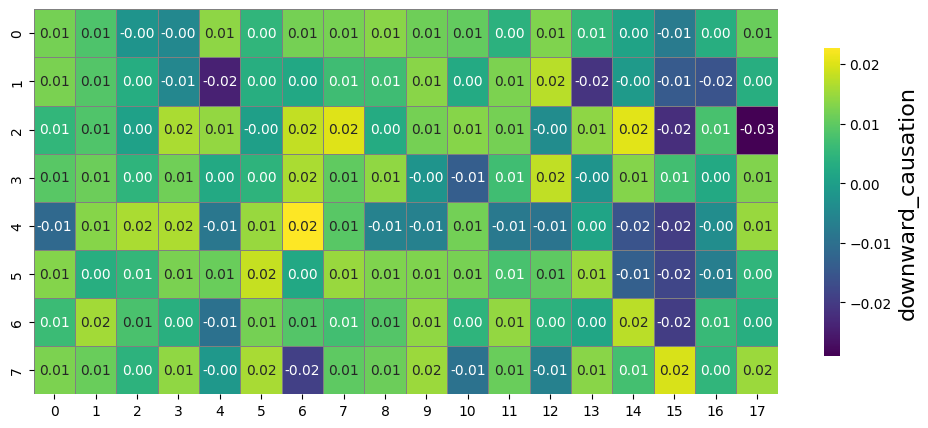 0 0.01 0.01 -0.00 -0.00 0.01 0.00 0.01 0.01 0.01 0.01 0.01 0.00 0.01 0.01 0.00 -0.01 0.00 0.01
1 0.01 0.01 0.00 -0.01 -0.02 0.00 0.00 0.01 0.01 0.01 0.00 0.01 0.02 -0.02 -0.00 -0.01 -0.02 0.00
2 0.01 0.01 0.00 0.02 0.01 -0.00 0.02 0.02 0.00 0.01 0.01 0.01 -0.00 0.01 0.02 -0.02 0.01 -0.03
3 0.01 0.01 0.00 0.01 0.00 0.00 0.02 0.01 0.01 -0.00 -0.01 0.01 0.02 -0.00 0.01 0.01 0.00 0.01
4 -0.01 0.01 0.02 0.02 -0.01 0.01 0.02 0.01 -0.01 -0.01 0.01 -0.01 -0.01 0.00 -0.02 -0.02 -0.00 0.01
5 0.01 0.00 0.01 0.01 0.01 0.02 0.00 0.01 0.01 0.01 0.01 0.01 0.01 0.01 -0.01 -0.02 -0.01 0.00
6 0.01 0.02 0.01 0.00 -0.01 0.01 0.01 0.01 0.01 0.01 0.00 0.01 0.00 0.00 0.02 -0.02 0.01 0.00
7 0.01 0.01 0.00 0.01 -0.00 0.02 -0.02 0.01 0.01 0.02 -0.01 0.01 -0.01 0.01 0.01 0.02 0.00 0.02
0 1 2 3 4 5 6 7 8 9 10 11 12 13 14 15 16 17
0.02
0.01
0.00
−0.01
−0.02
downward_causation